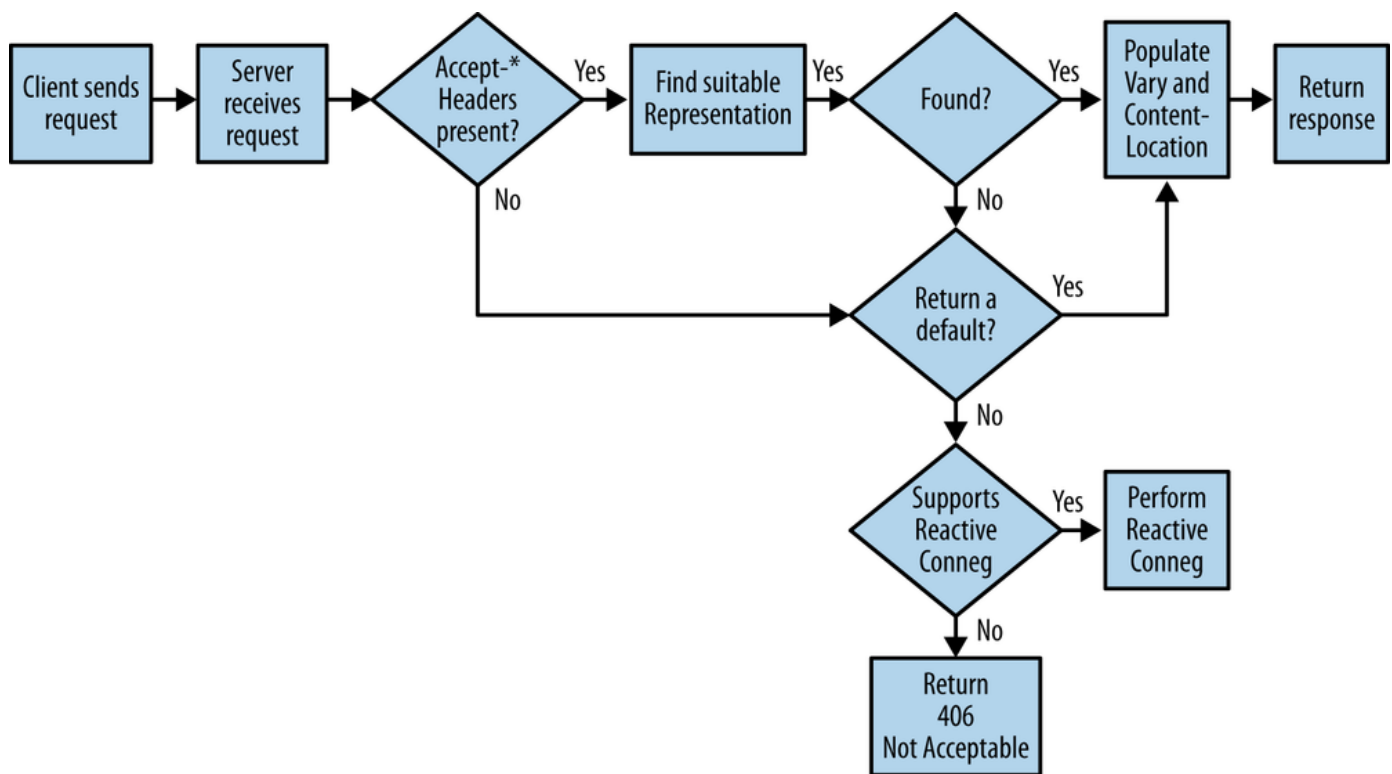 Client sends
request
Server
receives
request
Accept-*
Headers
present?
Yes
No
Find suitable
Representation
Yes
Found?
Yes
No
Populate
Vary and
Content-
Location
Return
response
Return a
default?
Yes
No
Supports
Reactive
Conneg
Yes
No
Perform
Reactive
Conneg
Return
406
Not Acceptable